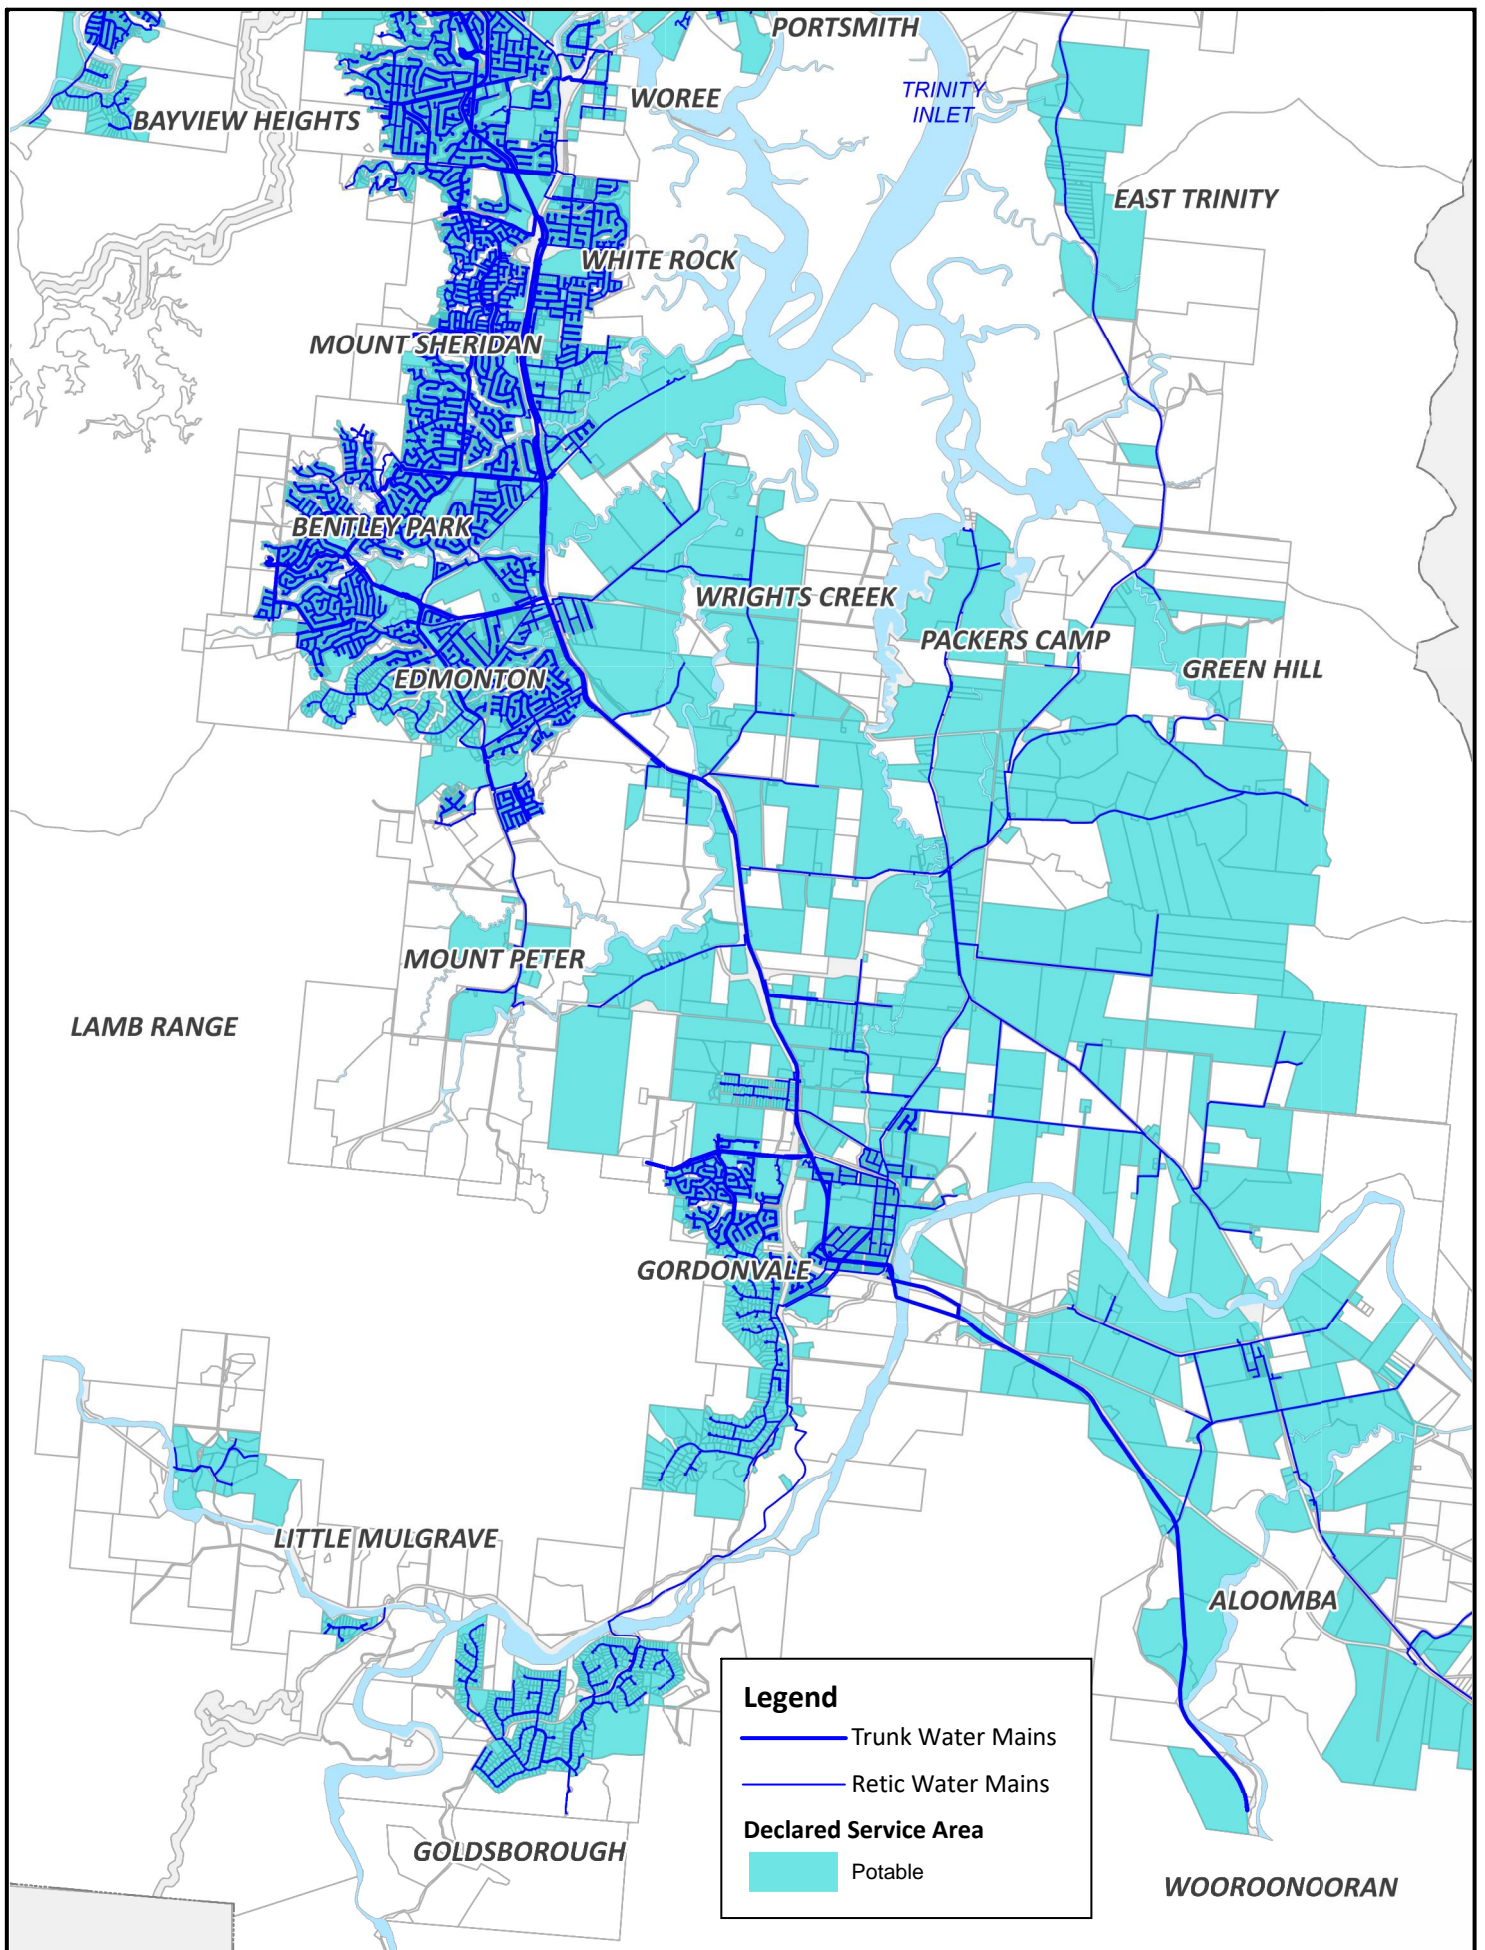 PORTSMITH
TRINITY
INLET
WOREE
BAYVIEW HEIGHTS
EAST TRINITY
WHITE ROCK
MOUNT SHERIDAN
BENTLEY PARK
WRIGHTS CREEK
PACKERS CAMP
GREEN HILL
EDMONTON
MOUNT PETER
LAMB RANGE
GORDONVALE
LITTLE MULGRAVE
ALOOMBA
GOLDSBOROUGH
WOOROONOORAN
Legend
Trunk Water Mains
Retic Water Mains
Declared Service Area
Potable